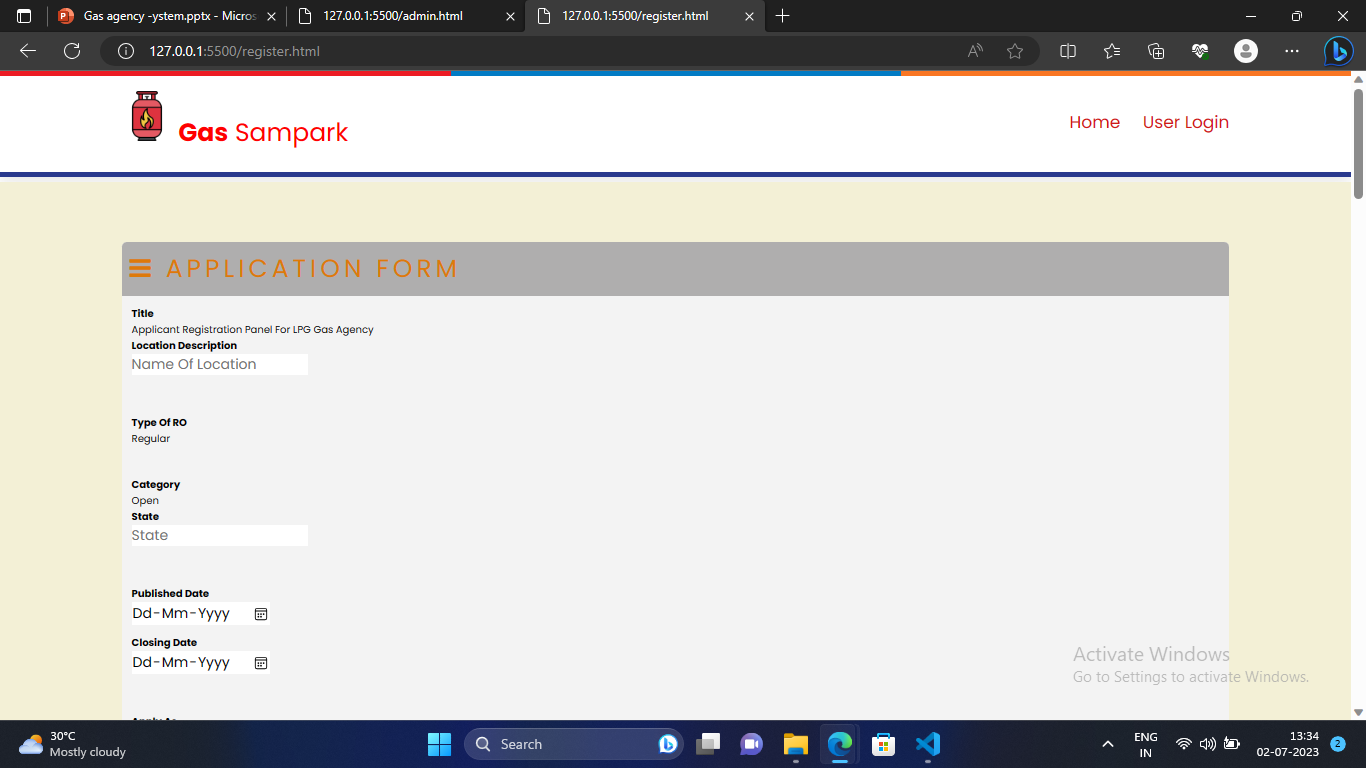 Gas agency -ystem.pptx - Micros
127.0.0.1:5500/admin.html
127.0.0.1:5500/register.html
127.0.0.1:5500/register.html
Gas Sampark
Home
User Login
APPLICATION FORM
Title
Applicant Registration Panel For LPG Gas Agency
Location Description
Name Of Location
Type Of RO
Regular
Category
Open
State
State
Published Date
Dd-Mm-Yyyy
Closing Date
Dd-Mm-Yyyy
Apply As
Activate Windows
Go to Settings to activate Windows.
30°C
Mostly cloudy
Search
ENG
IN
13:34
02-07-2023
2